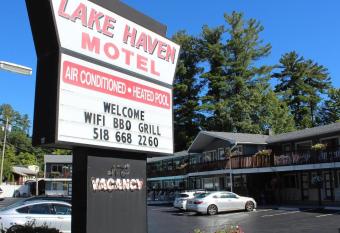 LAKE HAVEN
MOTEL
AIR CONDITIONED • HEATED POOL
WELCOME
WIFI BBQ GRILL
518 668 2260
VACANCY